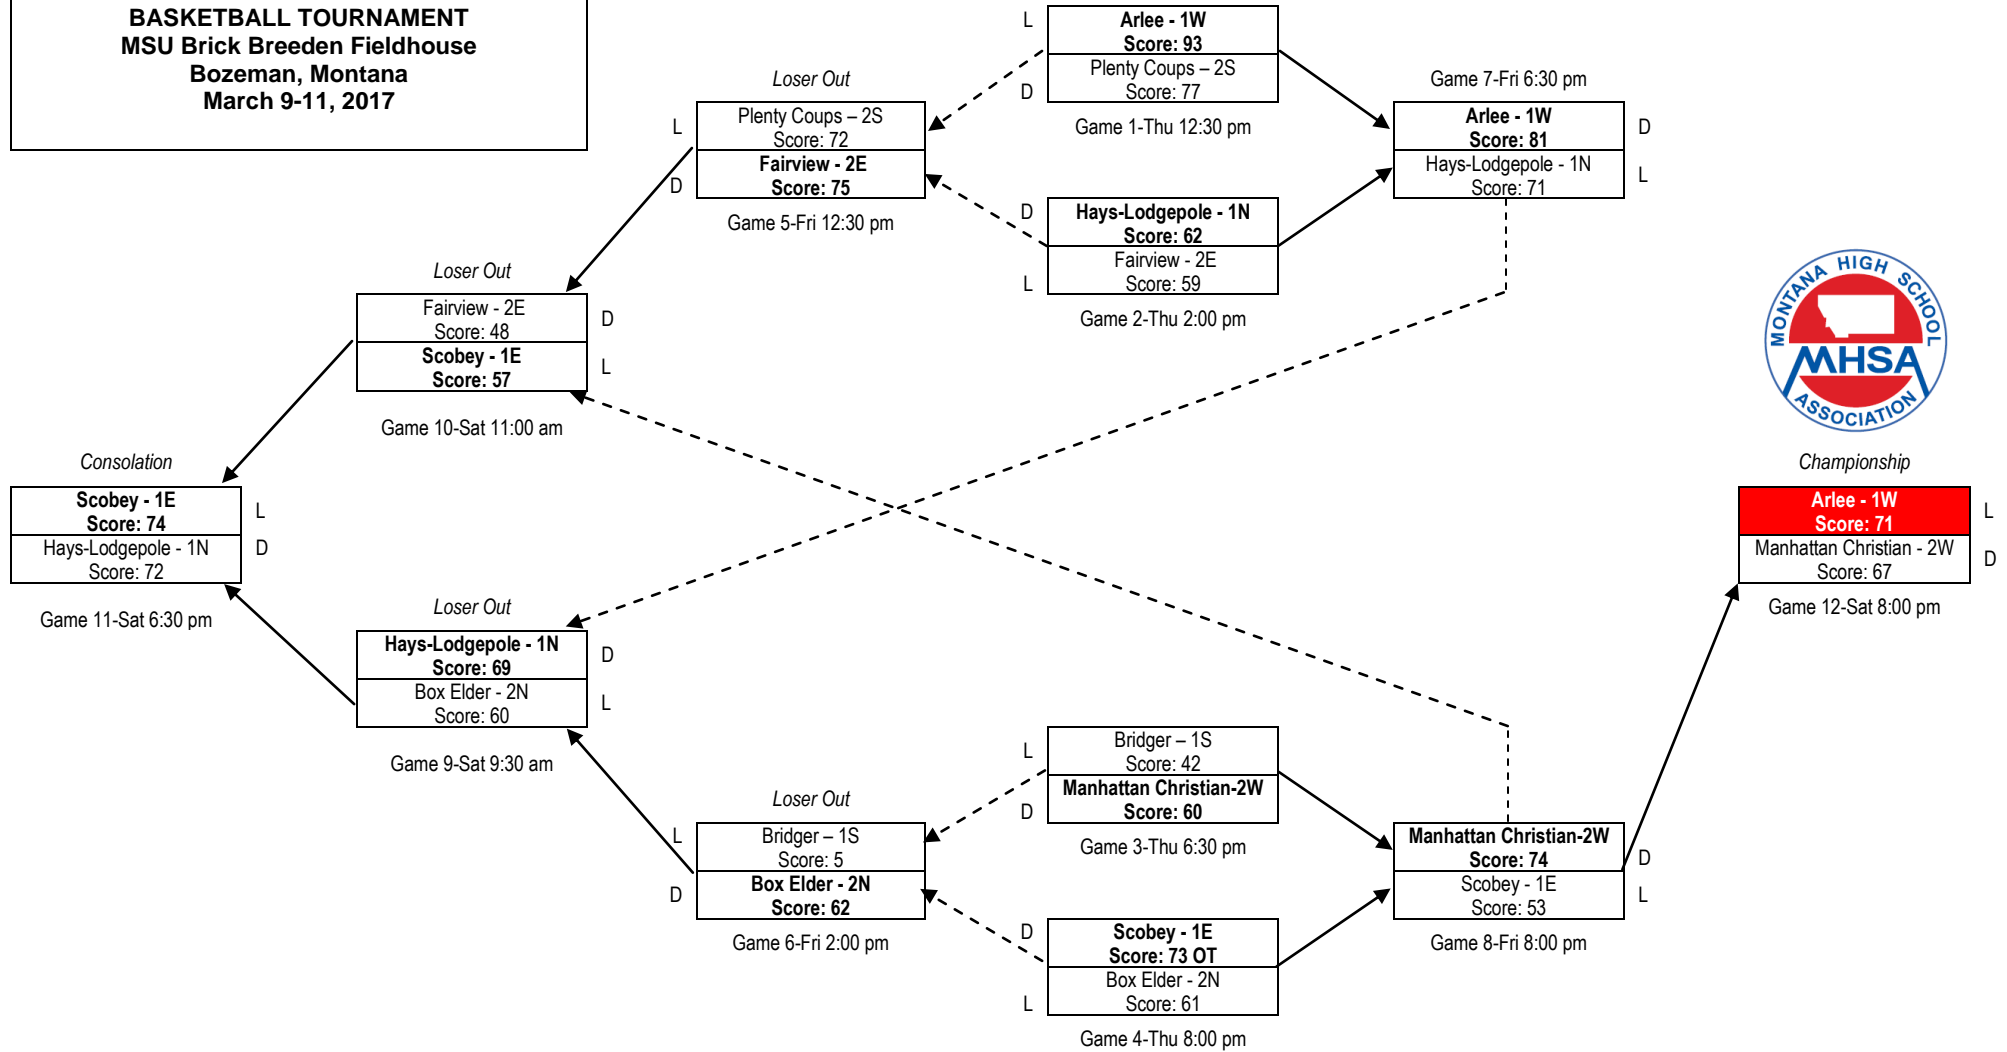 BASKETBALL TOURNAMENT
MSU Brick Breeden Fieldhouse
Bozeman, Montana
March 9-11, 2017
L
Arlee - 1W
Score: 93
Plenty Coups – 2S
D
Score: 77
Game 1-Thu 12:30 pm
Loser Out
L
Plenty Coups – 2S
Score: 72
Fairview - 2E
D
Score: 75
Game 5-Fri 12:30 pm
D
Hays-Lodgepole - 1N
Score: 62
Fairview - 2E
L
Score: 59
Game 2-Thu 2:00 pm
Game 7-Fri 6:30 pm
Arlee - 1W
D
Score: 81
Hays-Lodgepole - 1N
L
Score: 71
Loser Out
Fairview - 2E
D
Score: 48
Scobey - 1E
L
Score: 57
Game 10-Sat 11:00 am
MONTANA HIGH SCHOOL
MHSA
ASSOCIATION
Consolation
Scobey - 1E
L
Score: 74
Hays-Lodgepole - 1N
D
Score: 72
Game 11-Sat 6:30 pm
Championship
Arlee - 1W
L
Score: 71
Manhattan Christian - 2W
D
Score: 67
Game 12-Sat 8:00 pm
Loser Out
Hays-Lodgepole - 1N
D
Score: 69
Box Elder - 2N
L
Score: 60
Game 9-Sat 9:30 am
L
Bridger – 1S
Score: 42
Manhattan Christian-2W
D
Score: 60
Game 3-Thu 6:30 pm
Loser Out
L
Bridger – 1S
Score: 5
Box Elder - 2N
D
Score: 62
Game 6-Fri 2:00 pm
Manhattan Christian-2W
D
Score: 74
Scobey - 1E
L
Score: 53
Game 8-Fri 8:00 pm
D
Scobey - 1E
Score: 73 OT
Box Elder - 2N
L
Score: 61
Game 4-Thu 8:00 pm